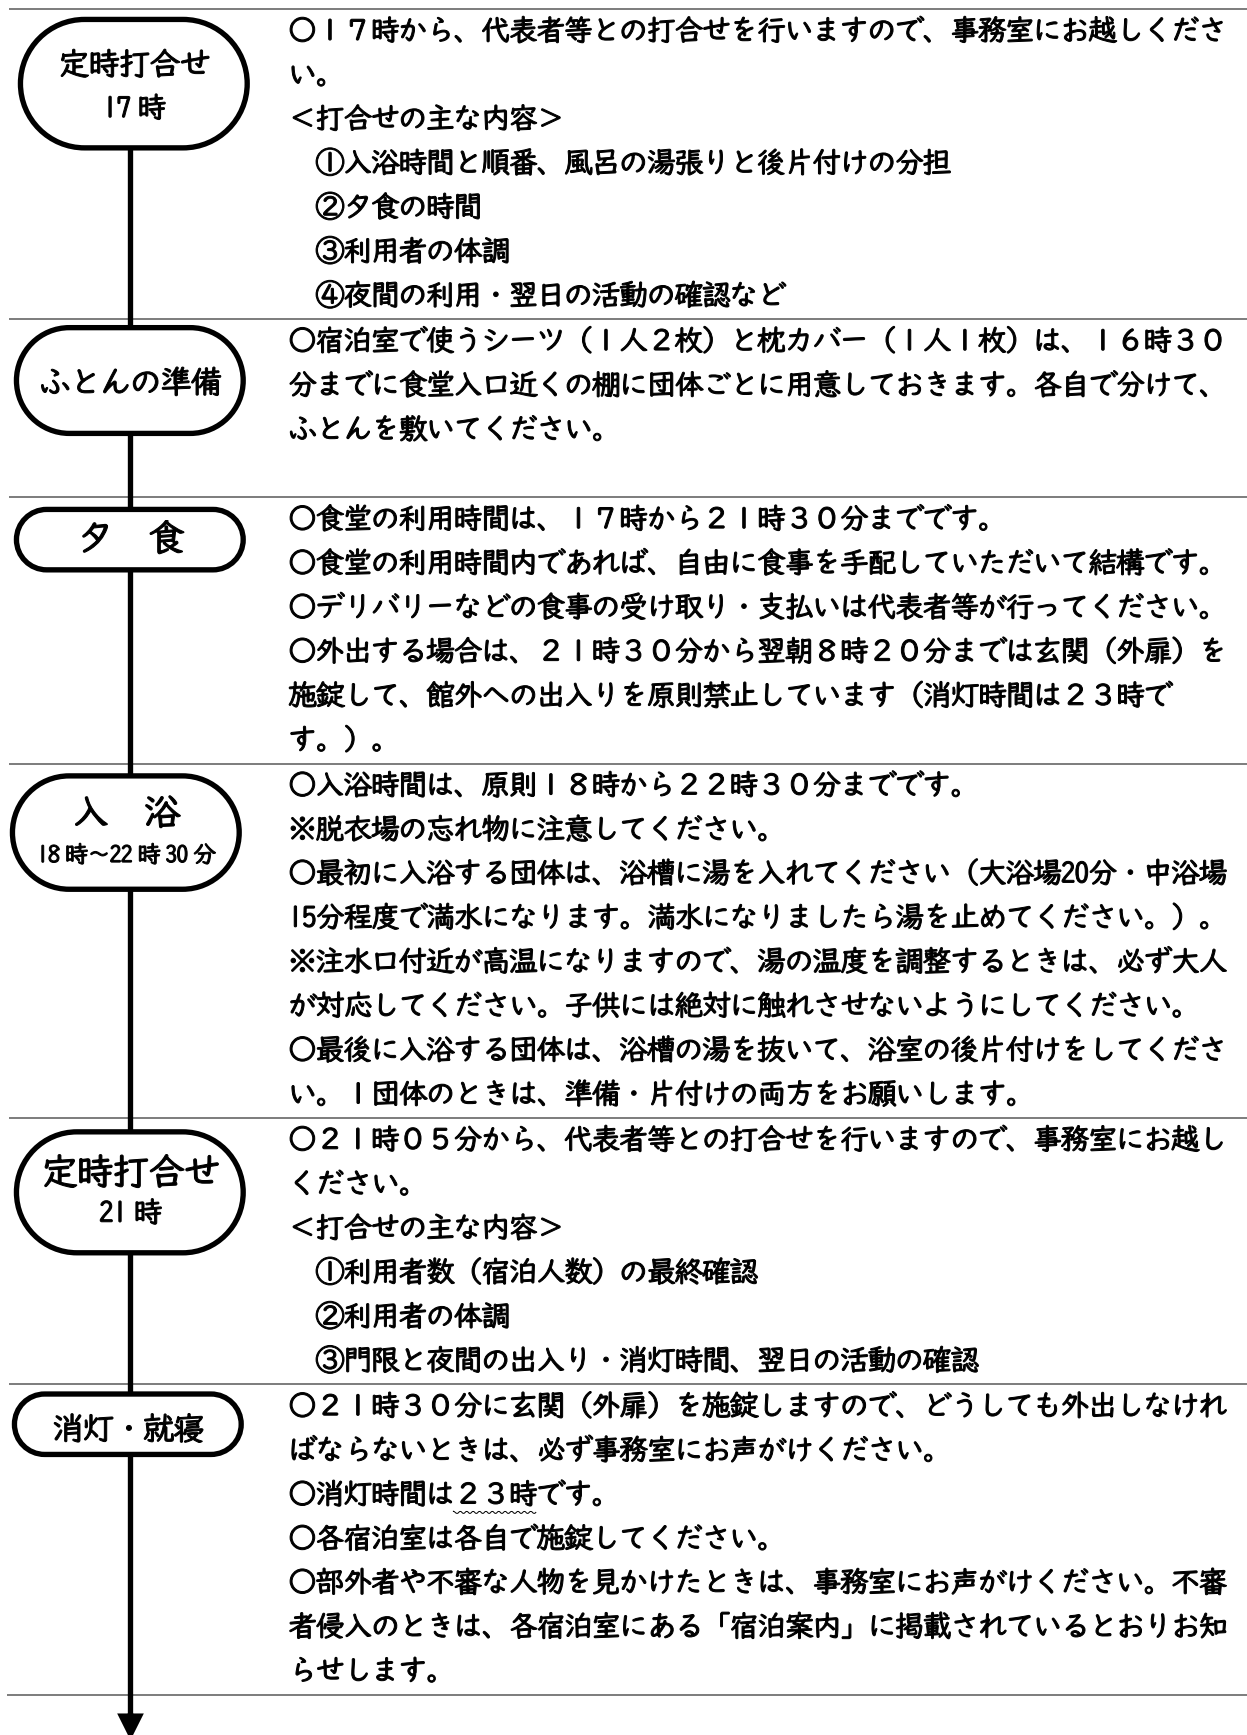 定時打合せ
17時
〇17時から、代表者等との打合せを行いますので、事務室にお越しくださ
い。
<打合せの主な内容>
①入浴時間と順番、風呂の湯張りと後片付けの分担
②夕食の時間
③利用者の体調
④夜間の利用・翌日の活動の確認など
ふとんの準備
〇宿泊室で使うシーツ（1人2枚）と枕カバー（1人1枚）は、16時30
分までに食堂入口近くの棚に団体ごとに用意しておきます。各自で分けて、
ふとんを敷いてください。
夕　食
〇食堂の利用時間は、17時から21時30分までです。
〇食堂の利用時間内であれば、自由に食事を手配していただいて結構です。
〇デリバリーなどの食事の受け取り・支払いは代表者等が行ってください。
〇外出する場合は、21時30分から翌朝8時20分までは玄関（外扉）を
施錠して、館外への出入りを原則禁止しています（消灯時間は23時で
す。）。
入　浴
18時～22時30分
〇入浴時間は、原則18時から22時30分までです。
※脱衣場の忘れ物に注意してください。
〇最初に入浴する団体は、浴槽に湯を入れてください（大浴場20分・中浴場
15分程度で満水になります。満水になりましたら湯を止めてください。）。
※注水口付近が高温になりますので、湯の温度を調整するときは、必ず大人
が対応してください。子供には絶対に触れさせないようにしてください。
〇最後に入浴する団体は、浴槽の湯を抜いて、浴室の後片付けをしてくださ
い。1団体のときは、準備・片付けの両方をお願いします。
定時打合せ
21時
〇21時05分から、代表者等との打合せを行いますので、事務室にお越し
ください。
<打合せの主な内容>
①利用者数（宿泊人数）の最終確認
②利用者の体調
③門限と夜間の出入り・消灯時間、翌日の活動の確認
消灯・就寝
〇21時30分に玄関（外扉）を施錠しますので、どうしても外出しなけれ
ばならないときは、必ず事務室にお声がけください。
〇消灯時間は23時です。
〇各宿泊室は各自で施錠してください。
〇部外者や不審な人物を見かけたときは、事務室にお声がけください。不審
者侵入のときは、各宿泊室にある「宿泊案内」に掲載されているとおりお知
らせします。